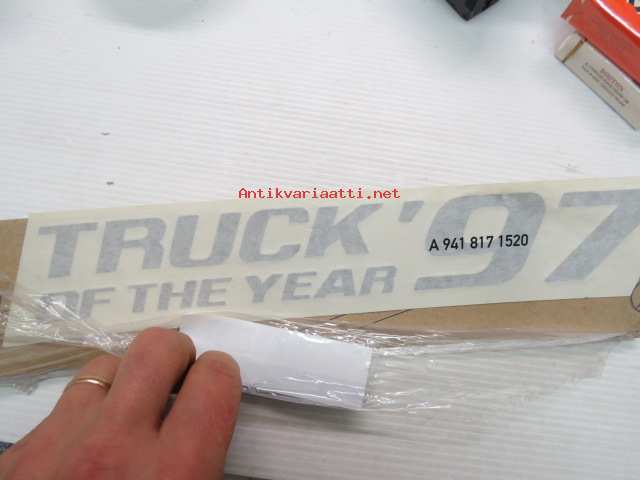 Antikvariaatti.net
TRUCK '97
A 941 817 1520
OF THE YEAR